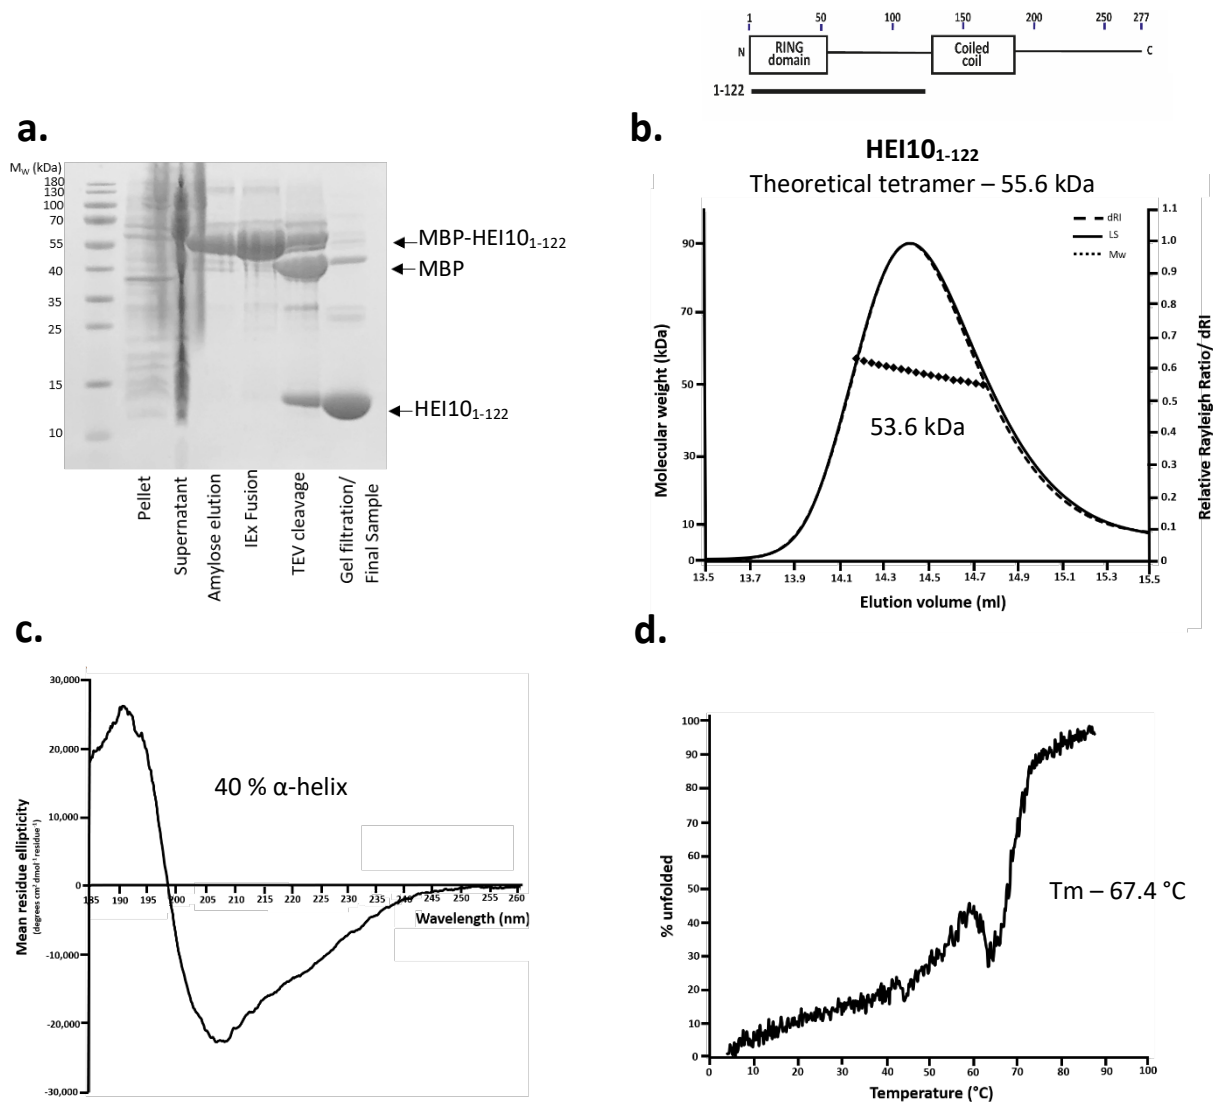 1 50 100 150 200 250 277
N RING domain Coiled coil C
1-122
a.
Mw (kDa)
180
130
100
70
55
40
35
25
15
10
MBP-HEI10₁₋₁₂₂
MBP
HEI10₁₋₁₂₂
Pellet
Supernatant
Amylose elution
IEx Fusion
TEV cleavage
Gel filtration/
Final Sample
b.
HEI10₁₋₁₂₂
Theoretical tetramer – 55.6 kDa
dRI
LS
Mw
Molecular weight (kDa)
90
70
50
30
10
0
53.6 kDa
1.1
1.0
0.9
0.8
0.7
0.6
0.5
0.4
0.3
0.2
0.1
0
Relative Rayleigh Ratio/ dRI
13.5 13.7 13.9 14.1 14.3 14.5 14.7 14.9 15.1 15.3 15.5
Elution volume (ml)
c.
Mean residue ellipticity
(degrees cm² dmol⁻¹ residue⁻¹)
30,000
20,000
10,000
0
-10,000
-20,000
-30,000
40 % α-helix
185 190 195 200 205 210 215 220 225 230 235 240 245 250 255 260
Wavelength (nm)
d.
% unfolded
100
90
80
70
60
50
40
30
20
10
0
Tm – 67.4 °C
0 10 20 30 40 50 60 70 80 90 100
Temperature (°C)